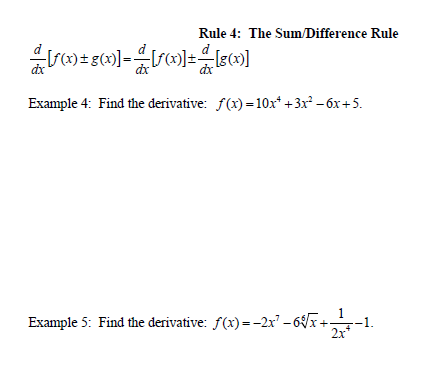 Rule 4: The Sum/Difference Rule
d/dx [f(x) ± g(x)] = d/dx [f(x)] ± d/dx [g(x)]
Example 4: Find the derivative: f(x) = 10x⁴ + 3x² − 6x + 5.
Example 5: Find the derivative: f(x) = −2x⁷ − 6⁶√x + 1/(2x⁴) − 1.